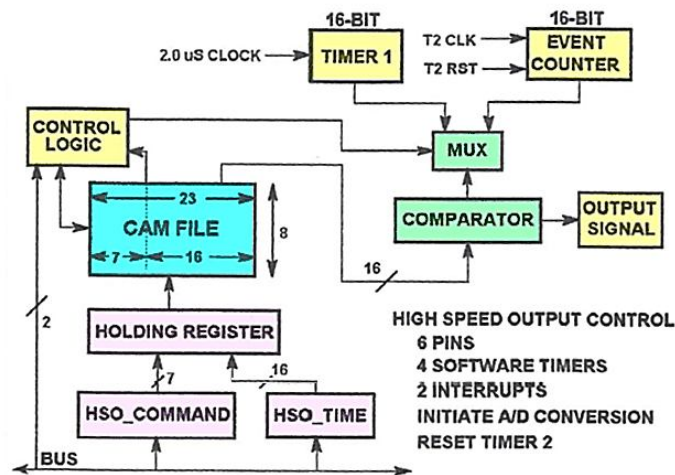 16-BIT
16-BIT
2.0 uS CLOCK
TIMER 1
T2 CLK
T2 RST
EVENT
COUNTER
CONTROL
LOGIC
MUX
23
CAM FILE
8
7
16
COMPARATOR
OUTPUT
SIGNAL
16
2
HOLDING REGISTER
7
16
HSO_COMMAND
HSO_TIME
BUS
HIGH SPEED OUTPUT CONTROL
6 PINS
4 SOFTWARE TIMERS
2 INTERRUPTS
INITIATE A/D CONVERSION
RESET TIMER 2